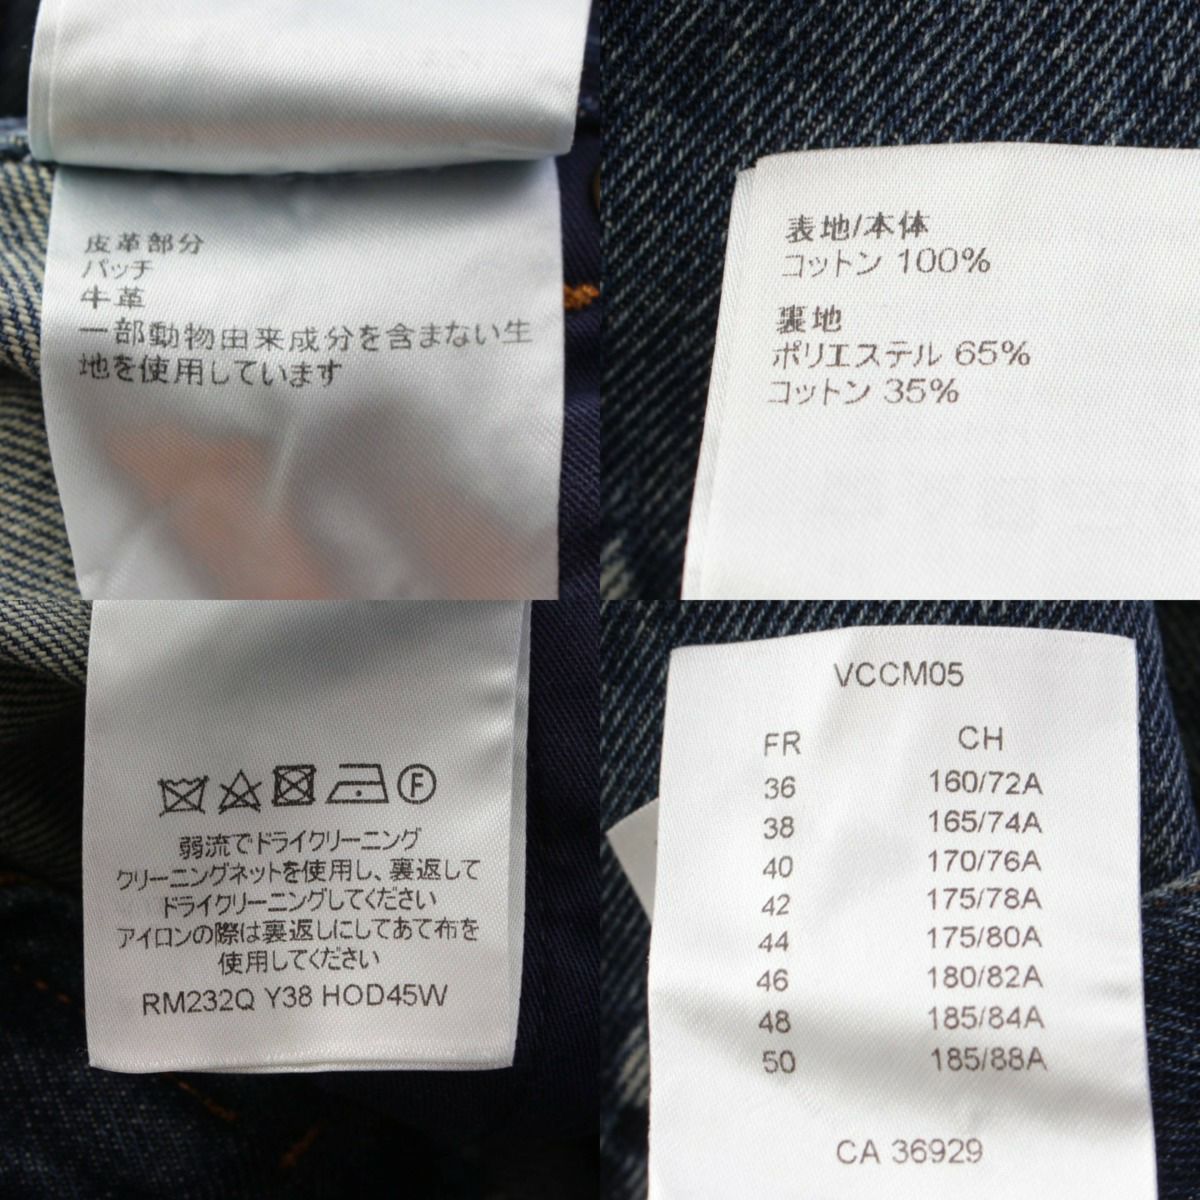 皮革部分
パッチ
牛革
一部動物由来成分を含まない生
地を使用しています
表地/本体
コットン 100%
裏地
ポリエステル 65%
コットン 35%
F
弱流でドライクリーニング
クリーニングネットを使用し、裏返して
ドライクリーニングしてください
アイロンの際は裏返しにしてあて布を
使用してください
RM232Q Y38 HOD45W
VCCM05
FR CH
36 160/72A
38 165/74A
40 170/76A
42 175/78A
44 175/80A
46 180/82A
48 185/84A
50 185/88A
CA 36929